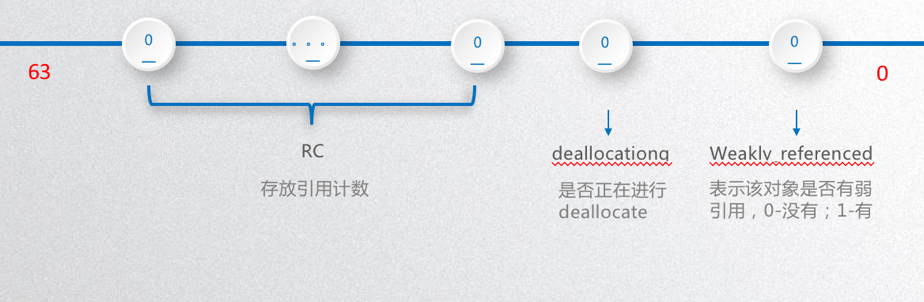 0 。。。 0 0 0
63 0
RC deallocationg Weakly_referenced
存放引用计数
是否正在进行
deallocate
表示该对象是否有弱
引用，0-没有；1-有